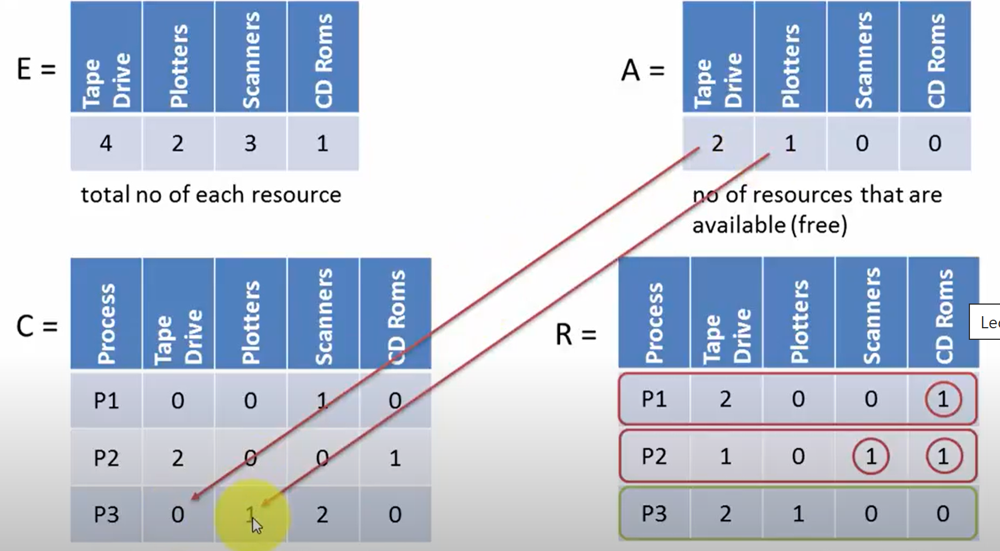 E =
Tape Drive Plotters Scanners CD Roms
4 2 3 1
total no of each resource
A =
Tape Drive Plotters Scanners CD Roms
2 1 0 0
no of resources that are
available (free)
C =
Process Tape Drive Plotters Scanners CD Roms
P1 0 0 1 0
P2 2 0 0 1
P3 0 1 2 0
R =
Process Tape Drive Plotters Scanners CD Roms
P1 2 0 0 1
P2 1 0 1 1
P3 2 1 0 0